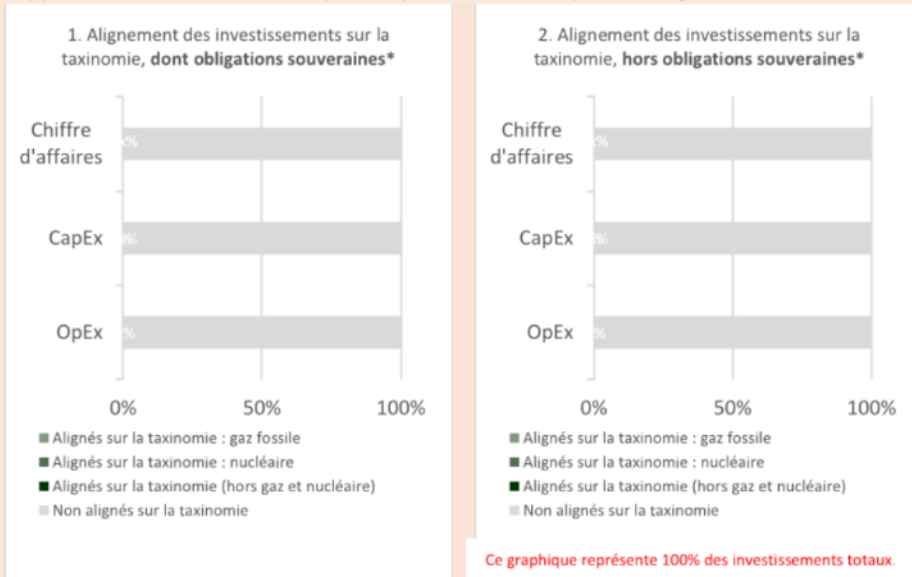 1. Alignement des investissements sur la
taxinomie, dont obligations souveraines*
Chiffre
d'affaires
CapEx
OpEx
0%
50%
100%
Alignés sur la taxinomie : gaz fossile
Alignés sur la taxinomie : nucléaire
Alignés sur la taxinomie (hors gaz et nucléaire)
Non alignés sur la taxinomie
2. Alignement des investissements sur la
taxinomie, hors obligations souveraines*
Chiffre
d'affaires
CapEx
OpEx
0%
50%
100%
Alignés sur la taxinomie : gaz fossile
Alignés sur la taxinomie : nucléaire
Alignés sur la taxinomie (hors gaz et nucléaire)
Non alignés sur la taxinomie
Ce graphique représente 100% des investissements totaux.